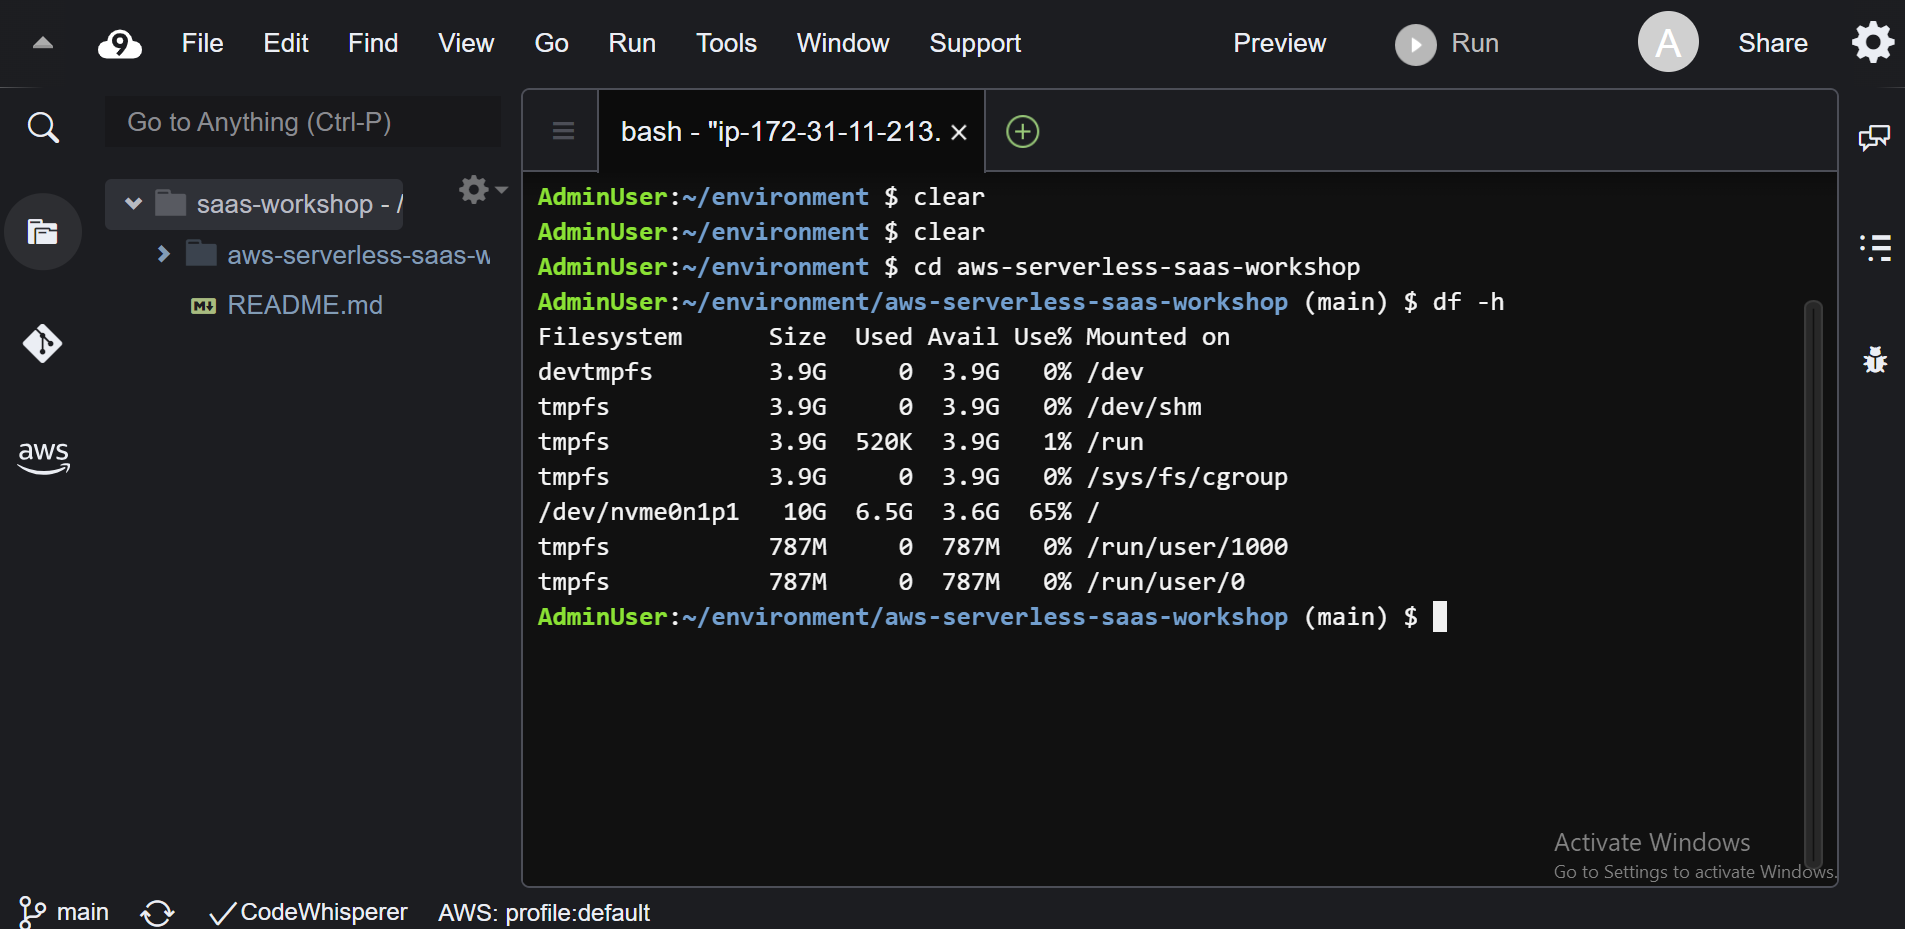 9 File Edit Find View Go Run Tools Window Support Preview Run A Share
Go to Anything (Ctrl-P)
saas-workshop - /
aws-serverless-saas-w
README.md
aws
bash - "ip-172-31-11-213. ×
AdminUser:~/environment $ clear
AdminUser:~/environment $ clear
AdminUser:~/environment $ cd aws-serverless-saas-workshop
AdminUser:~/environment/aws-serverless-saas-workshop (main) $ df -h
Filesystem      Size  Used Avail Use% Mounted on
devtmpfs        3.9G     0  3.9G   0% /dev
tmpfs           3.9G     0  3.9G   0% /dev/shm
tmpfs           3.9G  520K  3.9G   1% /run
tmpfs           3.9G     0  3.9G   0% /sys/fs/cgroup
/dev/nvme0n1p1   10G  6.5G  3.6G  65% /
tmpfs           787M     0  787M   0% /run/user/1000
tmpfs           787M     0  787M   0% /run/user/0
AdminUser:~/environment/aws-serverless-saas-workshop (main) $
Activate Windows
Go to Settings to activate Windows.
main CodeWhisperer AWS: profile:default